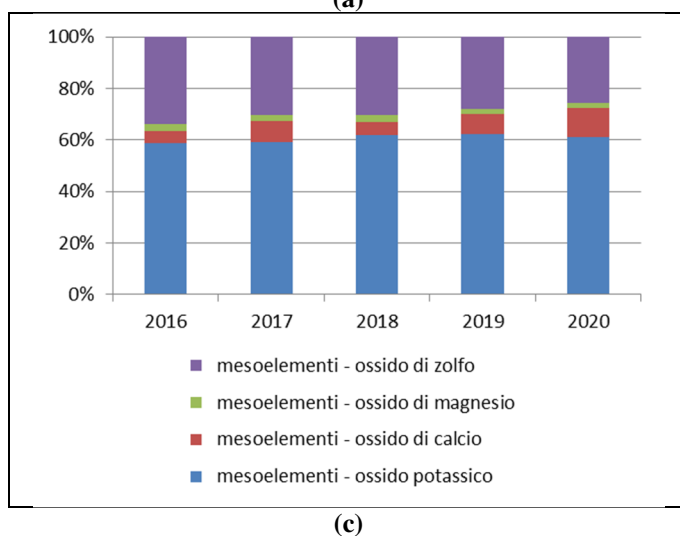 (a)
100%
80%
60%
40%
20%
0%
2016 2017 2018 2019 2020
mesoelementi - ossido di zolfo
mesoelementi - ossido di magnesio
mesoelementi - ossido di calcio
mesoelementi - ossido potassico
(c)